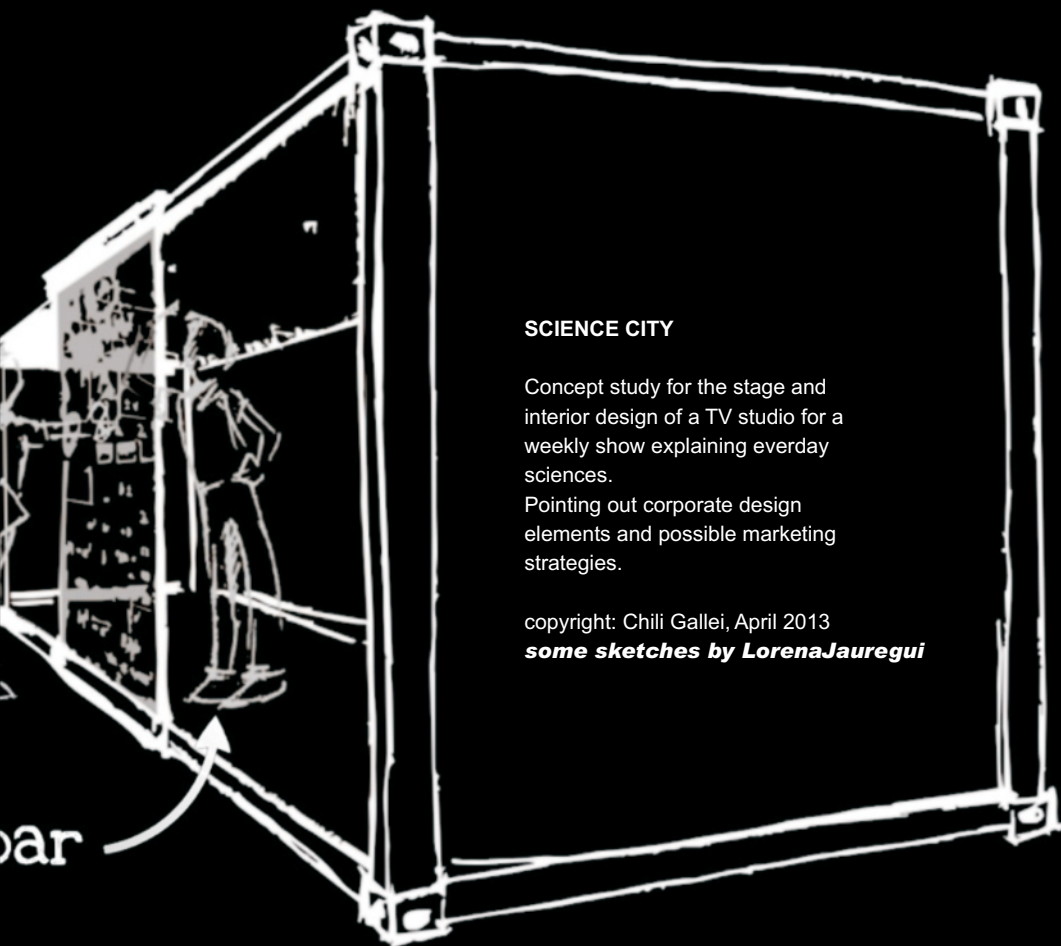 SCIENCE CITY
Concept study for the stage and
interior design of a TV studio for a
weekly show explaining everday
sciences.
Pointing out corporate design
elements and possible marketing
strategies.
copyright: Chili Gallei, April 2013
some sketches by LorenaJauregui